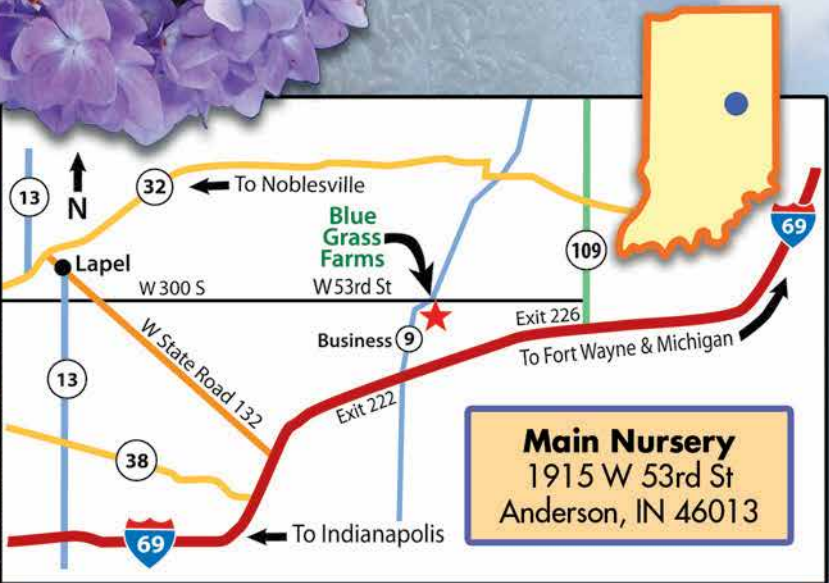 13
N
32
To Noblesville
Blue
Grass
Farms
109
69
Lapel
W 300 S
W 53rd St
Exit 226
Business 9
To Fort Wayne & Michigan
W State Road 132
13
Exit 222
38
Main Nursery
1915 W 53rd St
Anderson, IN 46013
69
To Indianapolis